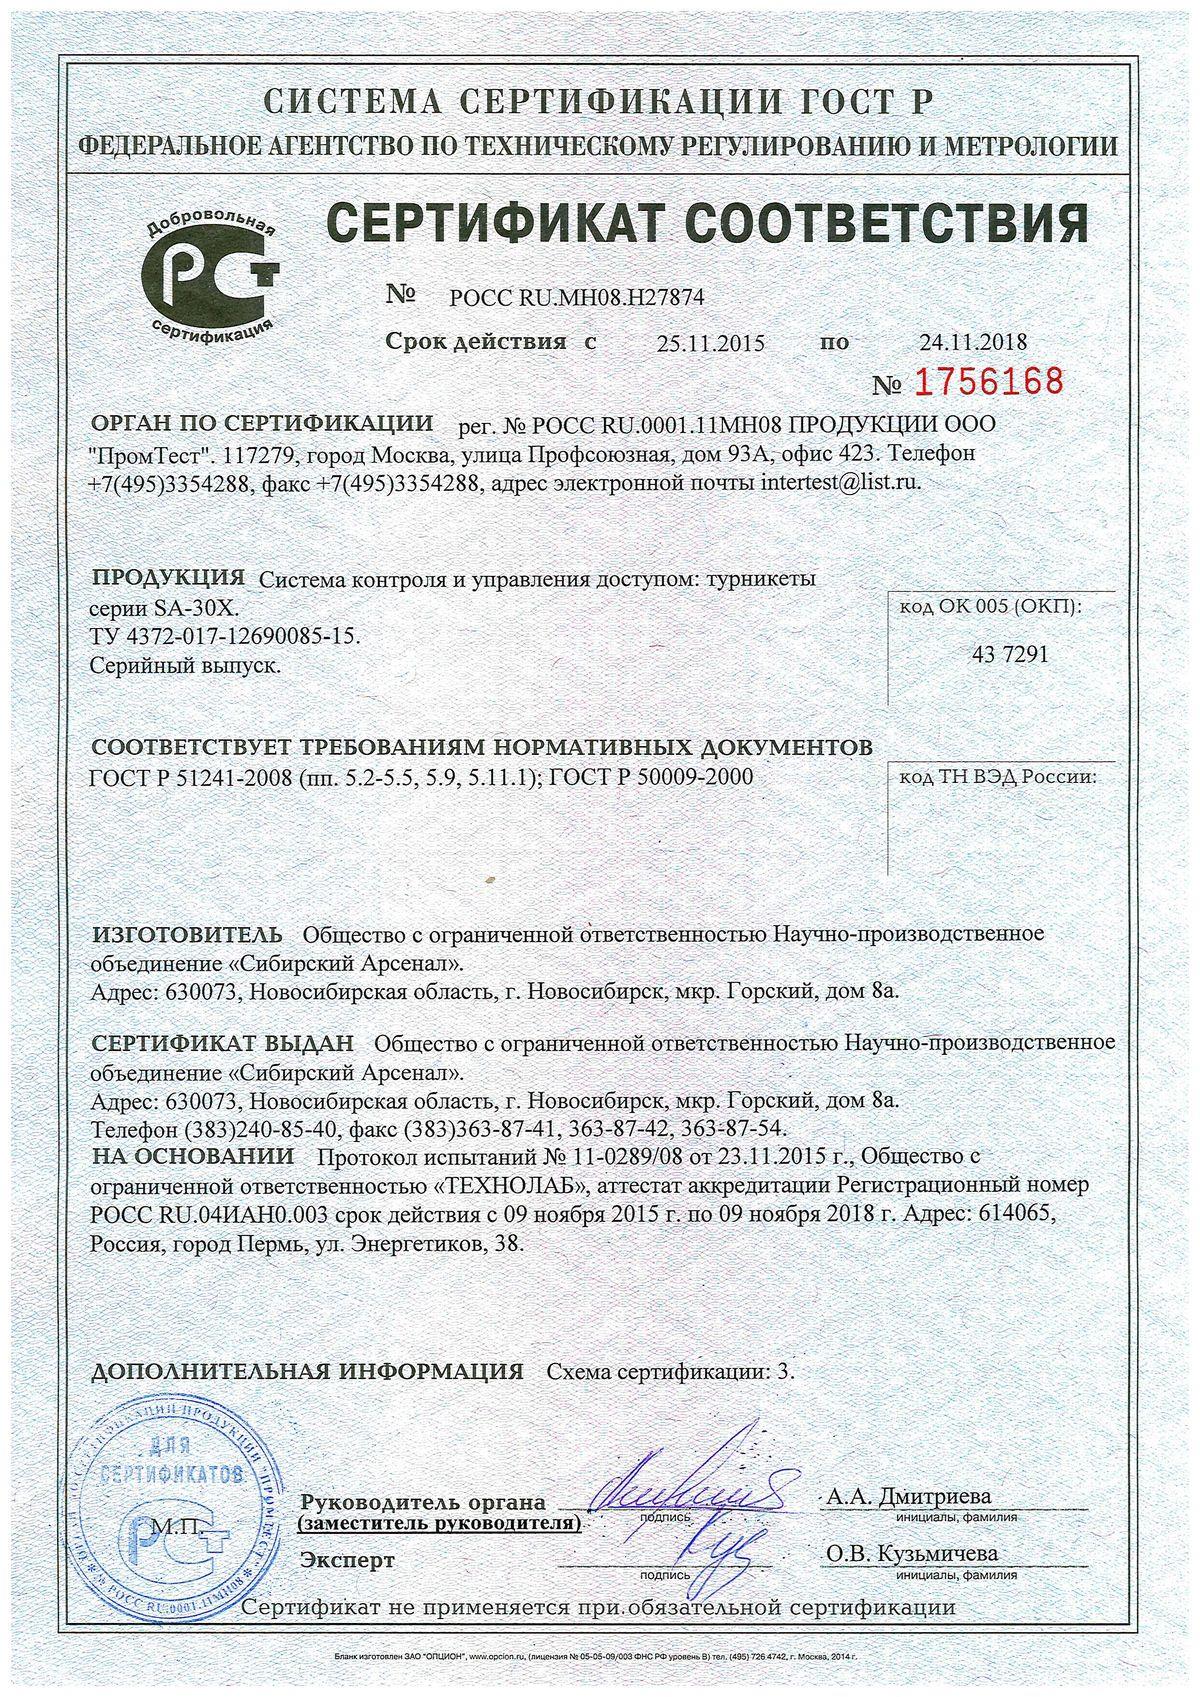 СИСТЕМА СЕРТИФИКАЦИИ ГОСТ Р
ФЕДЕРАЛЬНОЕ АГЕНТСТВО ПО ТЕХНИЧЕСКОМУ РЕГУЛИРОВАНИЮ И МЕТРОЛОГИИ
Добровольная
РСТ
сертификация
СЕРТИФИКАТ СООТВЕТСТВИЯ
№ РОСС RU.МН08.Н27874
Срок действия с 25.11.2015 по 24.11.2018
№ 1756168
ОРГАН ПО СЕРТИФИКАЦИИ рег. № РОСС RU.0001.11МН08 ПРОДУКЦИИ ООО
"ПромТест". 117279, город Москва, улица Профсоюзная, дом 93А, офис 423. Телефон
+7(495)3354288, факс +7(495)3354288, адрес электронной почты intertest@list.ru.
ПРОДУКЦИЯ Система контроля и управления доступом: турникеты
серии SA-30X.
ТУ 4372-017-12690085-15.
Серийный выпуск.
код ОК 005 (ОКП):
43 7291
СООТВЕТСТВУЕТ ТРЕБОВАНИЯМ НОРМАТИВНЫХ ДОКУМЕНТОВ
ГОСТ Р 51241-2008 (пп. 5.2-5.5, 5.9, 5.11.1); ГОСТ Р 50009-2000
код ТН ВЭД России:
ИЗГОТОВИТЕЛЬ Общество с ограниченной ответственностью Научно-производственное
объединение «Сибирский Арсенал».
Адрес: 630073, Новосибирская область, г. Новосибирск, мкр. Горский, дом 8а.
СЕРТИФИКАТ ВЫДАН Общество с ограниченной ответственностью Научно-производственное
объединение «Сибирский Арсенал».
Адрес: 630073, Новосибирская область, г. Новосибирск, мкр. Горский, дом 8а.
Телефон (383)240-85-40, факс (383)363-87-41, 363-87-42, 363-87-54.
НА ОСНОВАНИИ Протокол испытаний № 11-0289/08 от 23.11.2015 г., Общество с
ограниченной ответственностью «ТЕХНОЛАБ», аттестат аккредитации Регистрационный номер
РОСС RU.04ИАН0.003 срок действия с 09 ноября 2015 г. по 09 ноября 2018 г. Адрес: 614065,
Россия, город Пермь, ул. Энергетиков, 38.
ДОПОЛНИТЕЛЬНАЯ ИНФОРМАЦИЯ Схема сертификации: 3.
ДЛЯ
СЕРТИФИКАТОВ
РСТ
РОСС RU.0001.11МН08
М.П.
Руководитель органа
(заместитель руководителя)
подпись
А.А. Дмитриева
инициалы, фамилия
Эксперт
подпись
О.В. Кузьмичева
инициалы, фамилия
Сертификат не применяется при обязательной сертификации
Бланк изготовлен ЗАО "ОПЦИОН", www.opcion.ru, (лицензия № 05-05-09/003 ФНС РФ уровень В) тел. (495) 726 4742, г. Москва, 2014 г.